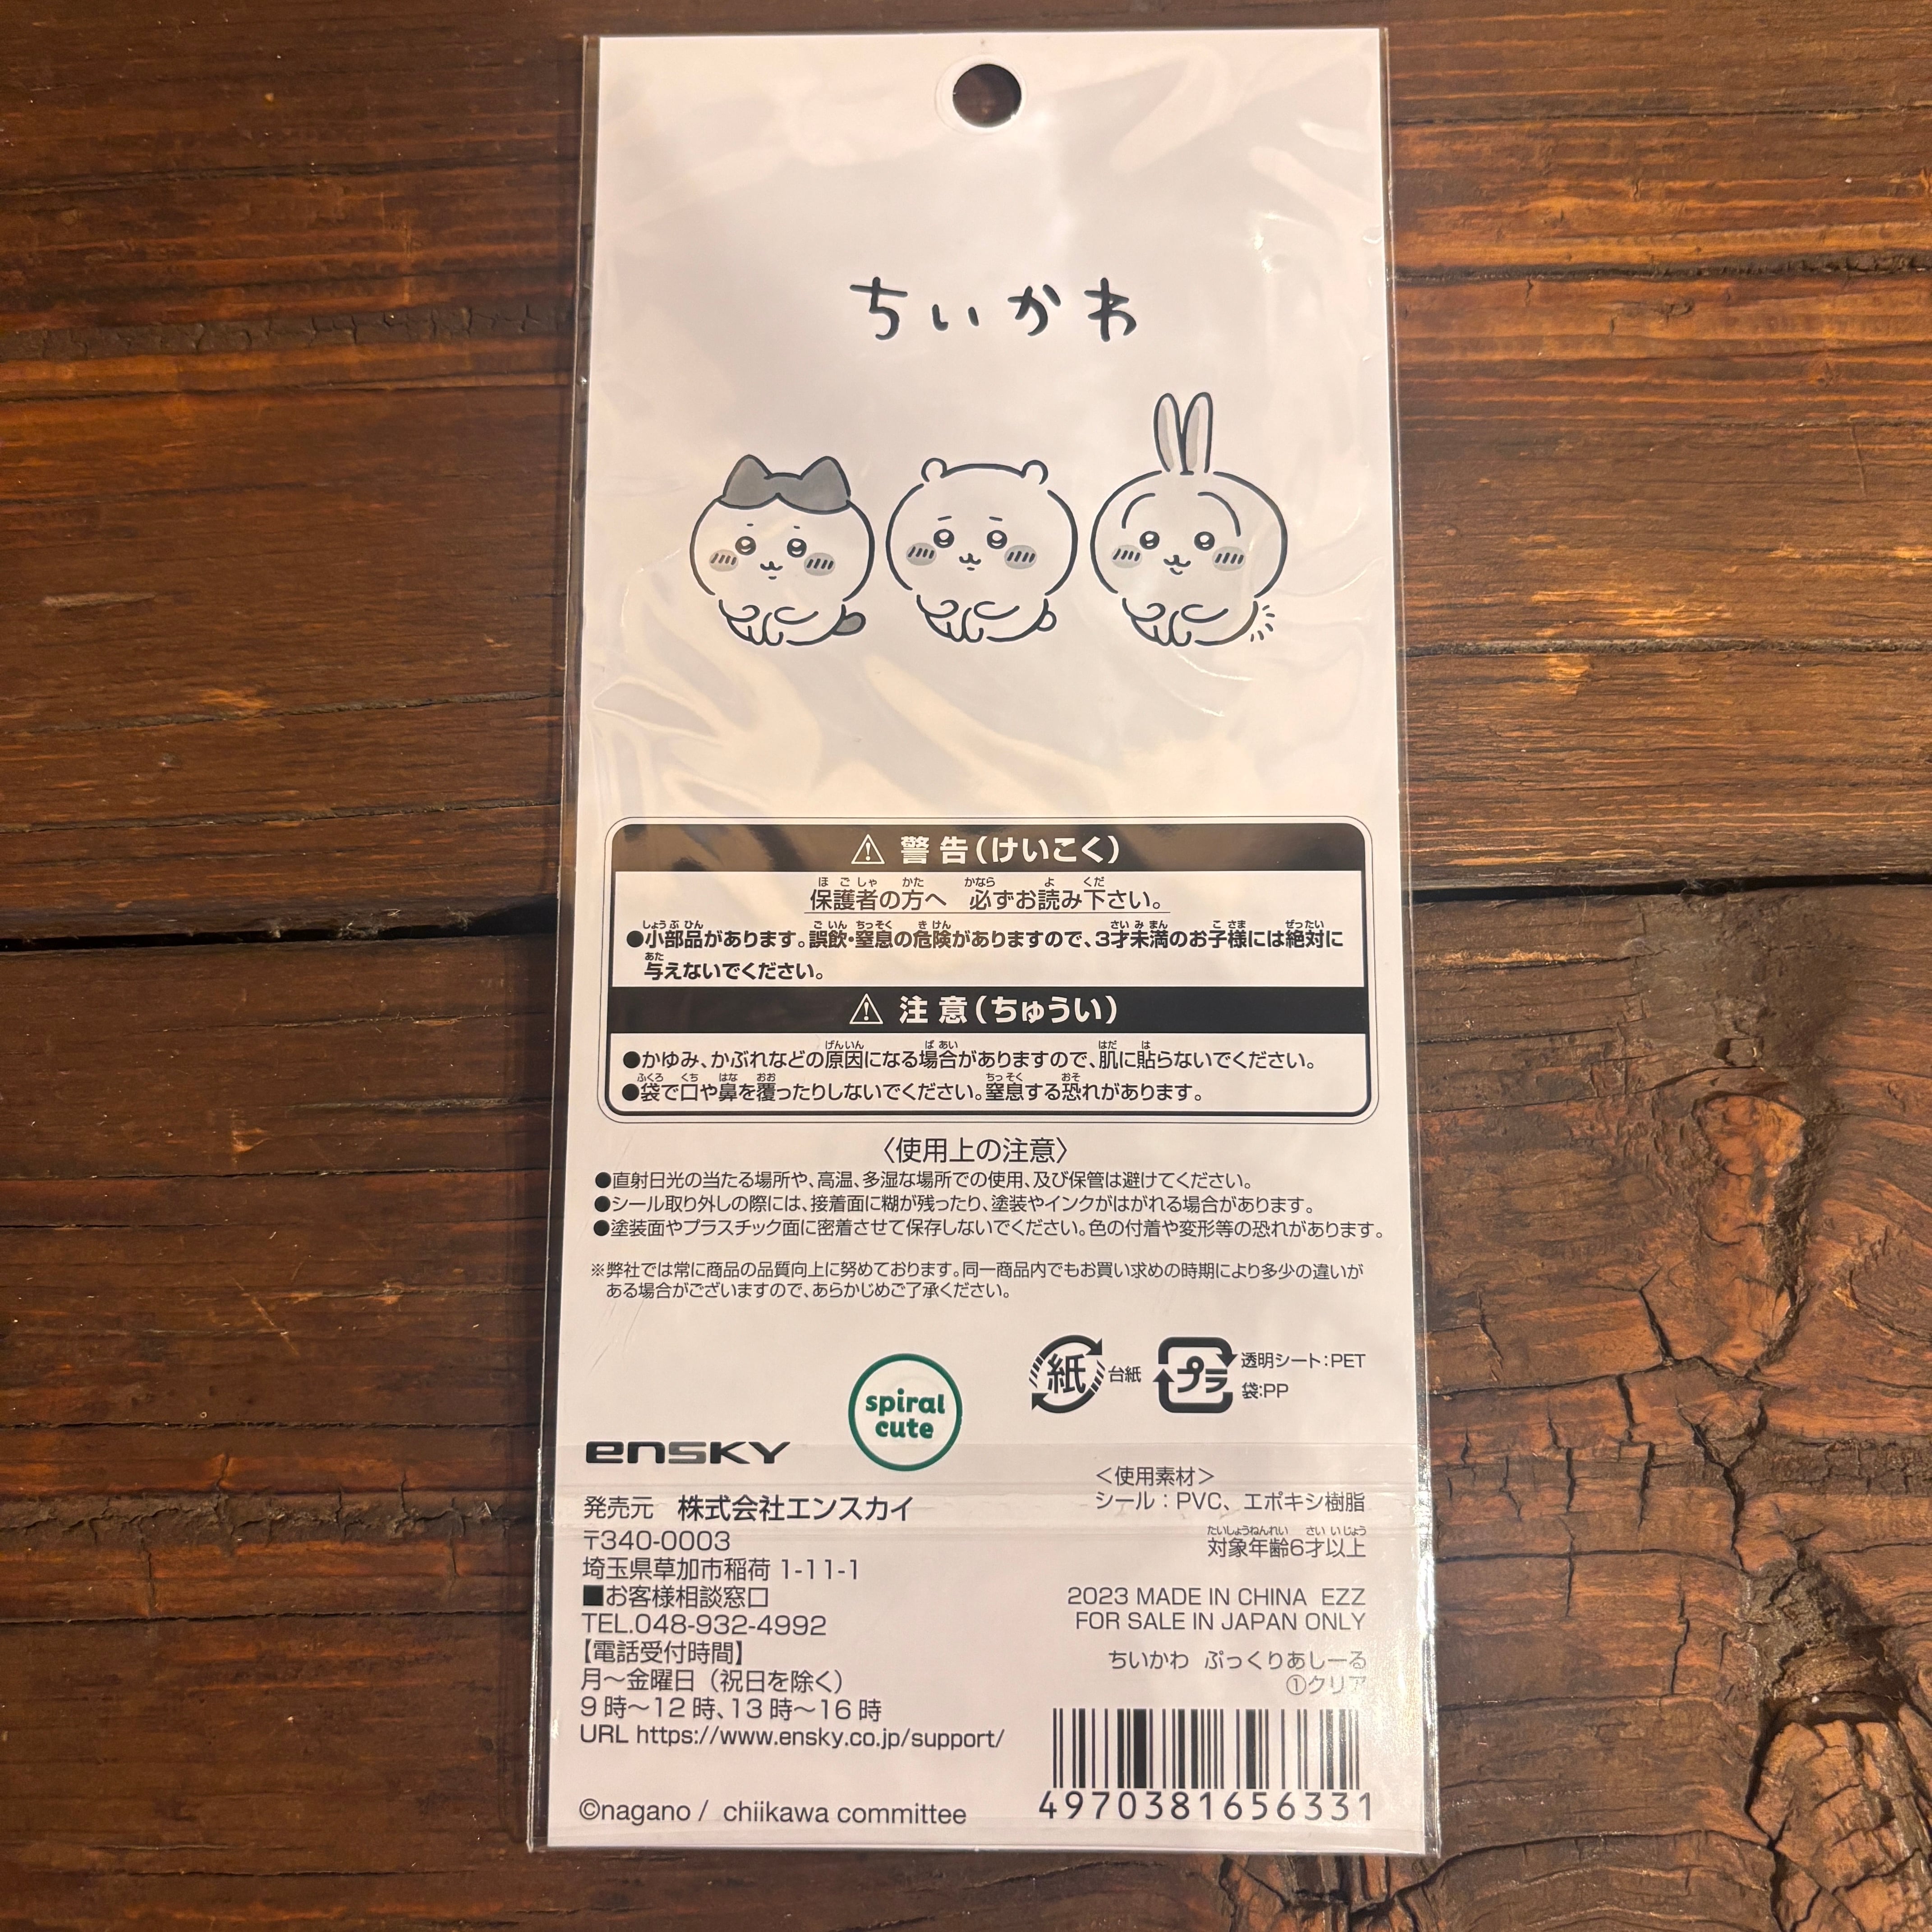 ちいかわ
⚠ 警告(けいこく)
保護者の方へ 必ずお読み下さい。
●小部品があります。誤飲・窒息の危険がありますので、3才未満のお子様には絶対に
与えないでください。
⚠ 注意(ちゅうい)
●かゆみ、かぶれなどの原因になる場合がありますので、肌に貼らないでください。
●袋で口や鼻を覆ったりしないでください。窒息する恐れがあります。
〈使用上の注意〉
●直射日光の当たる場所や、高温、多湿な場所での使用、及び保管は避けてください。
●シール取り外しの際には、接着面に糊が残ったり、塗装やインクがはがれる場合があります。
●塗装面やプラスチック面に密着させて保存しないでください。色の付着や変形等の恐れがあります。
※弊社では常に商品の品質向上に努めております。同一商品内でもお買い求めの時期により多少の違いが
ある場合がございますので、あらかじめご了承ください。
紙 台紙
プラ 透明シート:PET
袋:PP
spiral
cute
ensky
発売元 株式会社エンスカイ
〒340-0003
埼玉県草加市稲荷 1-11-1
■お客様相談窓口
TEL.048-932-4992
【電話受付時間】
月〜金曜日(祝日を除く)
9時〜12時、13時〜16時
URL https://www.ensky.co.jp/support/
©nagano / chiikawa committee
<使用素材>
シール:PVC、エポキシ樹脂
対象年齢6才以上
2023 MADE IN CHINA EZZ
FOR SALE IN JAPAN ONLY
ちいかわ ぷっくりあしーる
①クリア
4970381656331